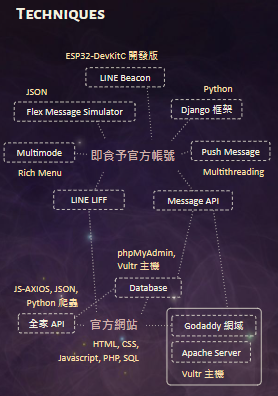 TECHNIQUES
ESP32-DevKitC 開發版
LINE Beacon
JSON
Python
Flex Message Simulator
Django 框架
Multimode
即食予官方帳號
Push Message
Rich Menu
Multithreading
LINE LIFF
Message API
phpMyAdmin,
Vultr 主機
JS-AXIOS, JSON,
Python 爬蟲
Database
全家 API
官方網站
Godaddy 網域
HTML, CSS,
Javascript, PHP, SQL
Apache Server
Vultr 主機